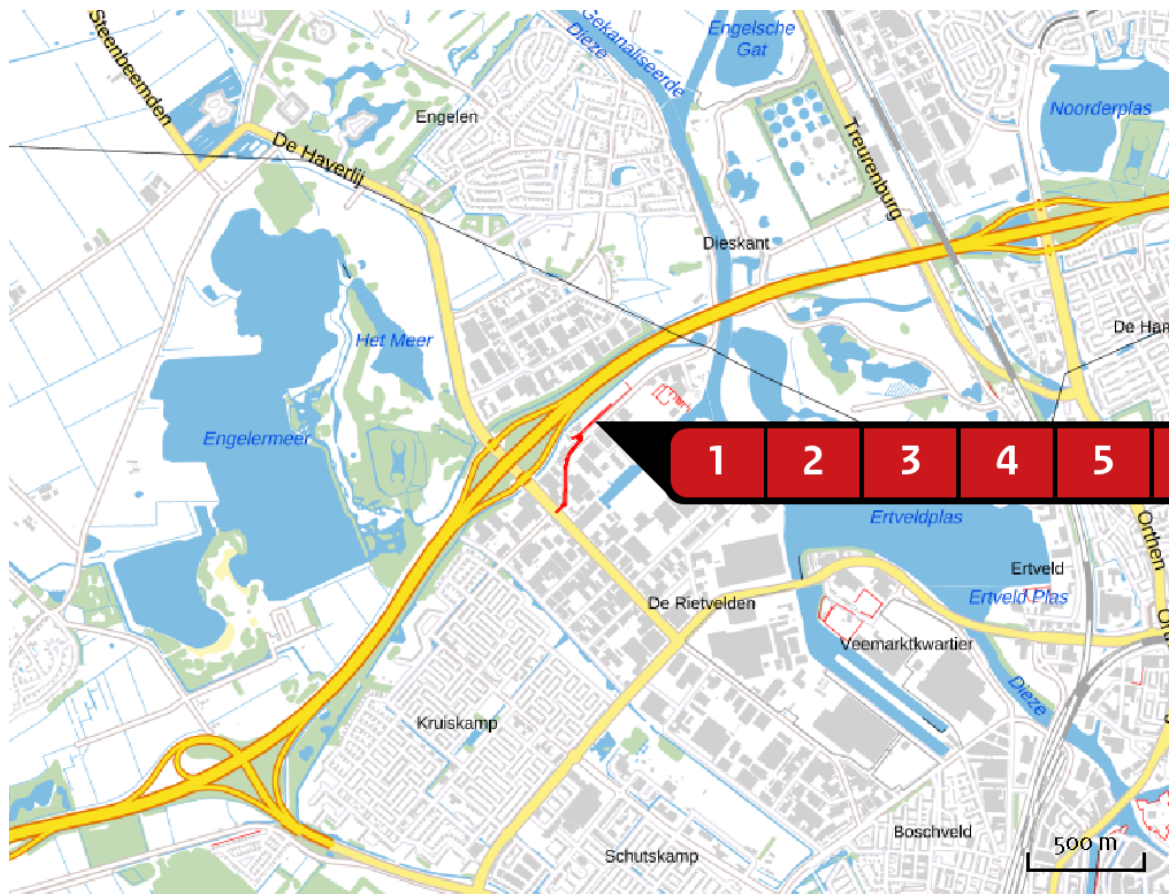 Steenbeemden
Gekanaliseerde
Dieze
Engelsche
Gat
Engelen
Noorderplas
De Haverlij
Treurenburg
Dieskant
De Haa
Het Meer
Engelermeer
1 2 3 4 5
Ertveldplas
Orthen
Ertveld
De Rietvelden
Ertveld Plas
Veemarktkwartier
Dieze
Kruiskamp
Boschveld
Schutskamp
500 m